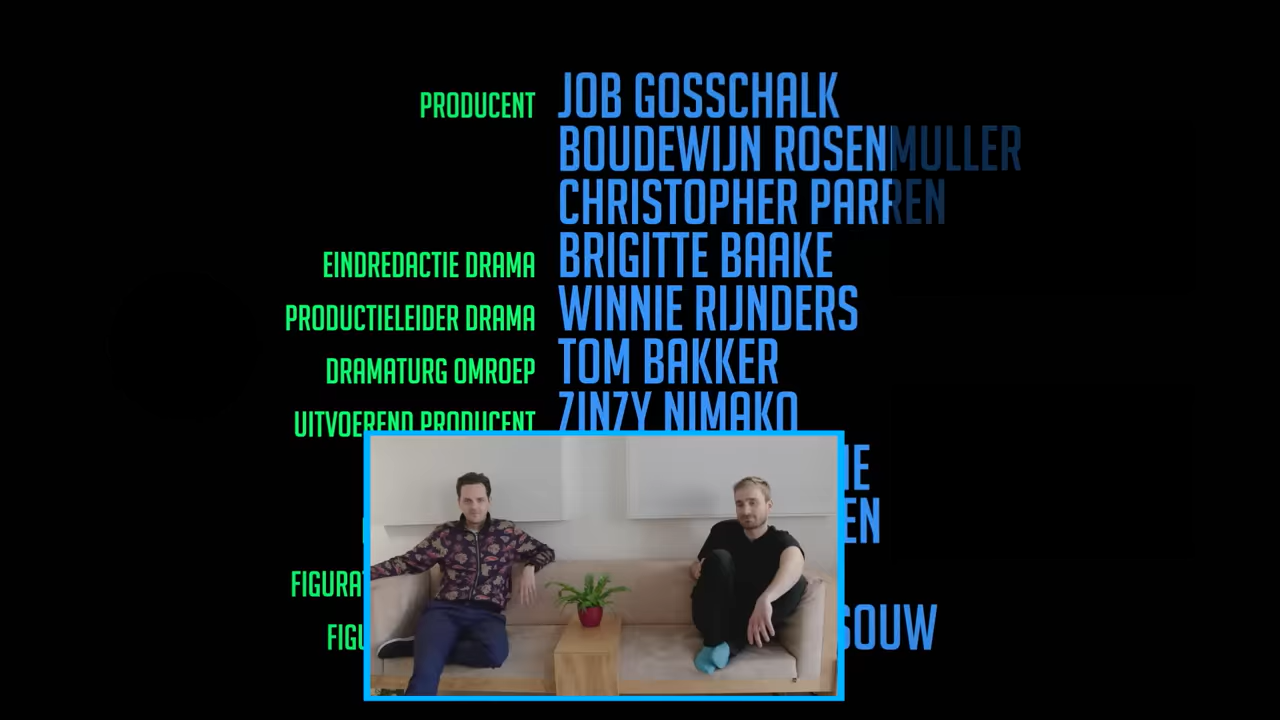 PRODUCENT JOB GOSSCHALK
BOUDEWIJN ROSENMULLER
CHRISTOPHER PARREN
EINDREDACTIE DRAMA BRIGITTE BAAKE
PRODUCTIELEIDER DRAMA WINNIE RIJNDERS
DRAMATURG OMROEP TOM BAKKER
UITVOEREND PRODUCENT ZINZY NIMAKO